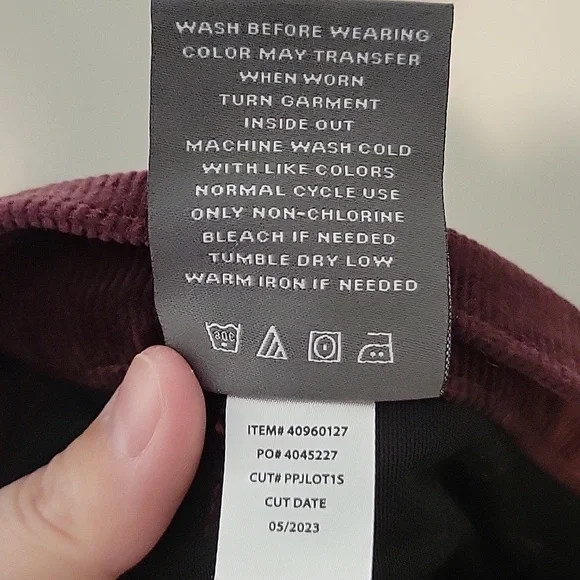 WASH BEFORE WEARING
COLOR MAY TRANSFER
WHEN WORN
TURN GARMENT
INSIDE OUT
MACHINE WASH COLD
WITH LIKE COLORS
NORMAL CYCLE USE
ONLY NON-CHLORINE
BLEACH IF NEEDED
TUMBLE DRY LOW
WARM IRON IF NEEDED
30C
ITEM# 40960127
PO# 4045227
CUT# PPJLOT1S
CUT DATE
05/2023